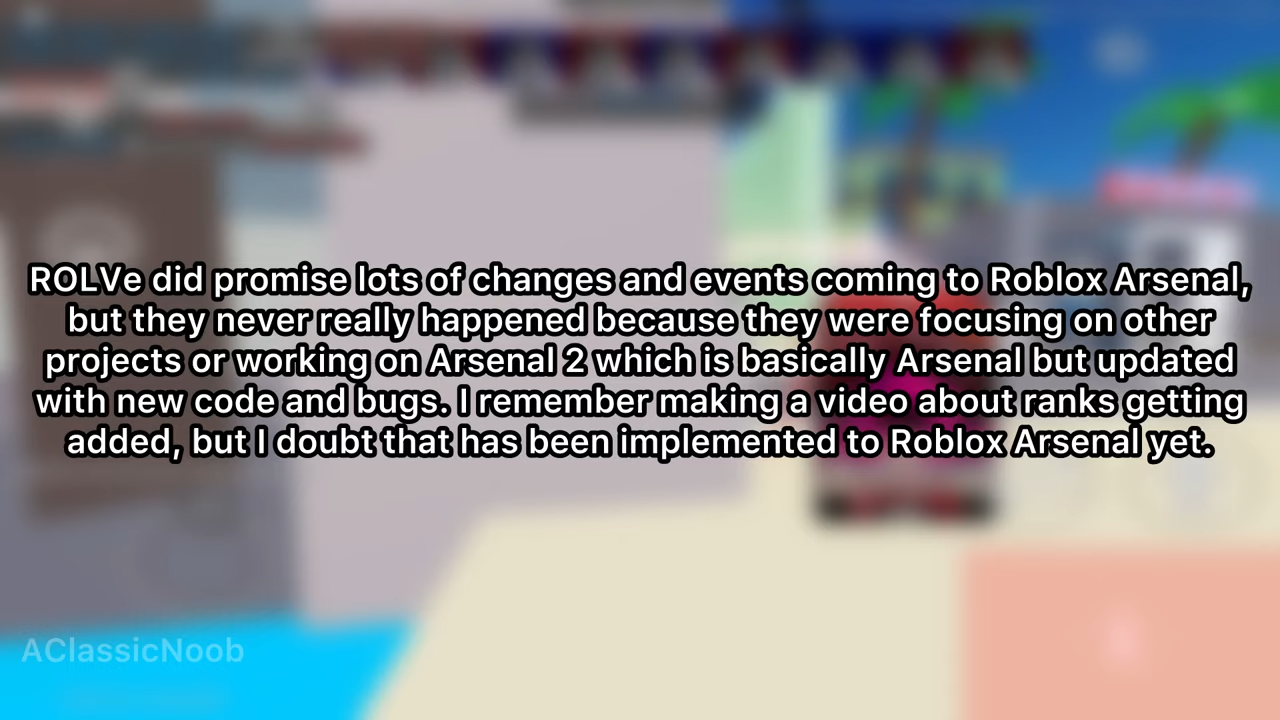 ROLVe did promise lots of changes and events coming to Roblox Arsenal,
but they never really happened because they were focusing on other
projects or working on Arsenal 2 which is basically Arsenal but updated
with new code and bugs. I remember making a video about ranks getting
added, but I doubt that has been implemented to Roblox Arsenal yet.
AClassicNoob